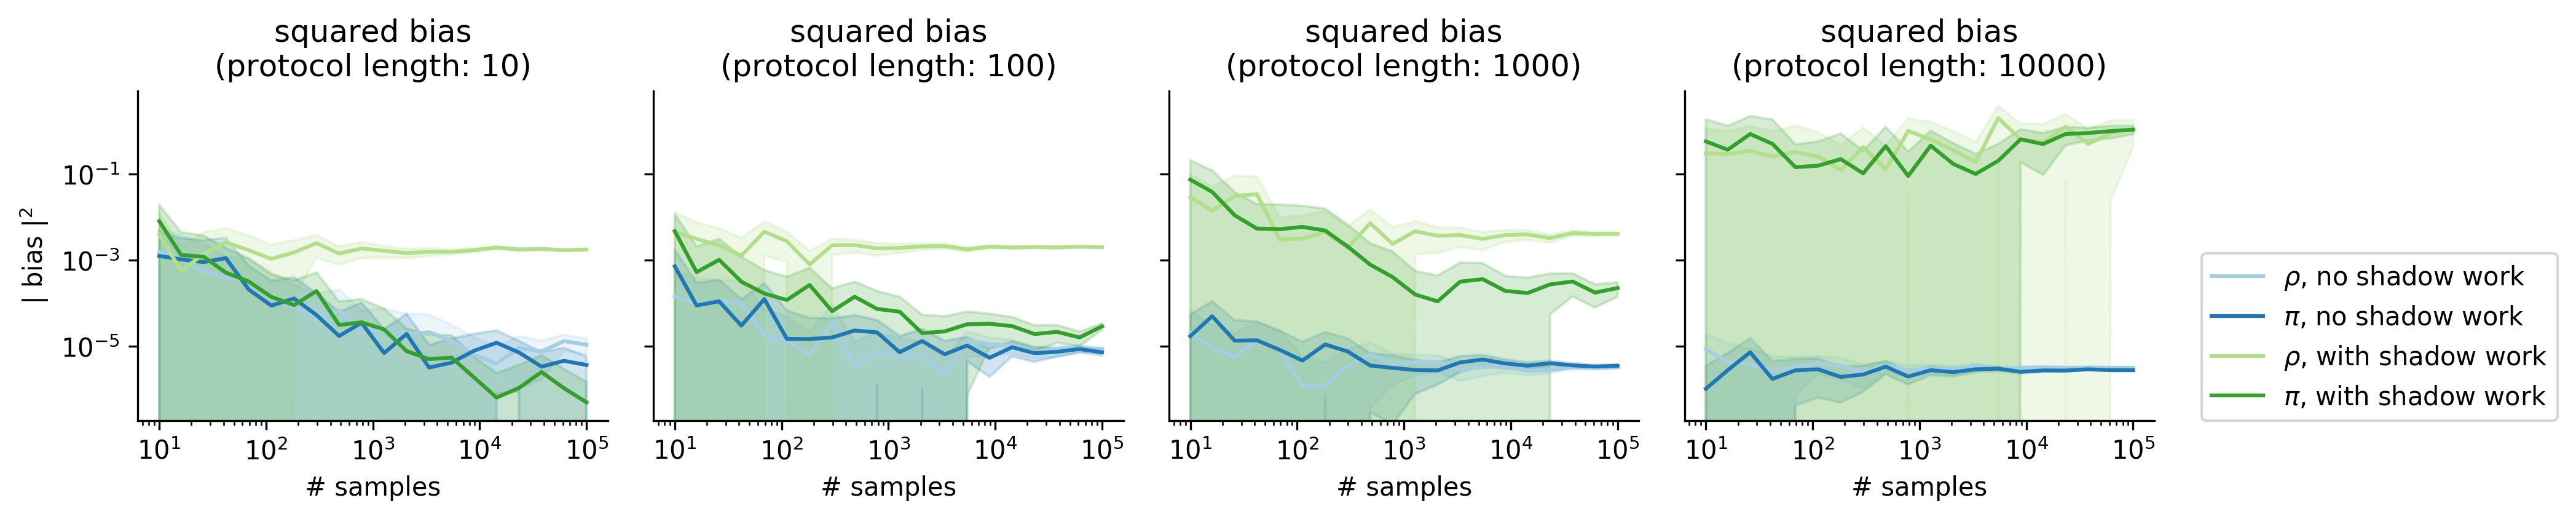 squared bias
(protocol length: 10)
squared bias
(protocol length: 100)
squared bias
(protocol length: 1000)
squared bias
(protocol length: 10000)
| bias |²
10⁻¹
10⁻³
10⁻⁵
10¹ 10² 10³ 10⁴ 10⁵
# samples
10¹ 10² 10³ 10⁴ 10⁵
# samples
10¹ 10² 10³ 10⁴ 10⁵
# samples
10¹ 10² 10³ 10⁴ 10⁵
# samples
ρ, no shadow work
π, no shadow work
ρ, with shadow work
π, with shadow work